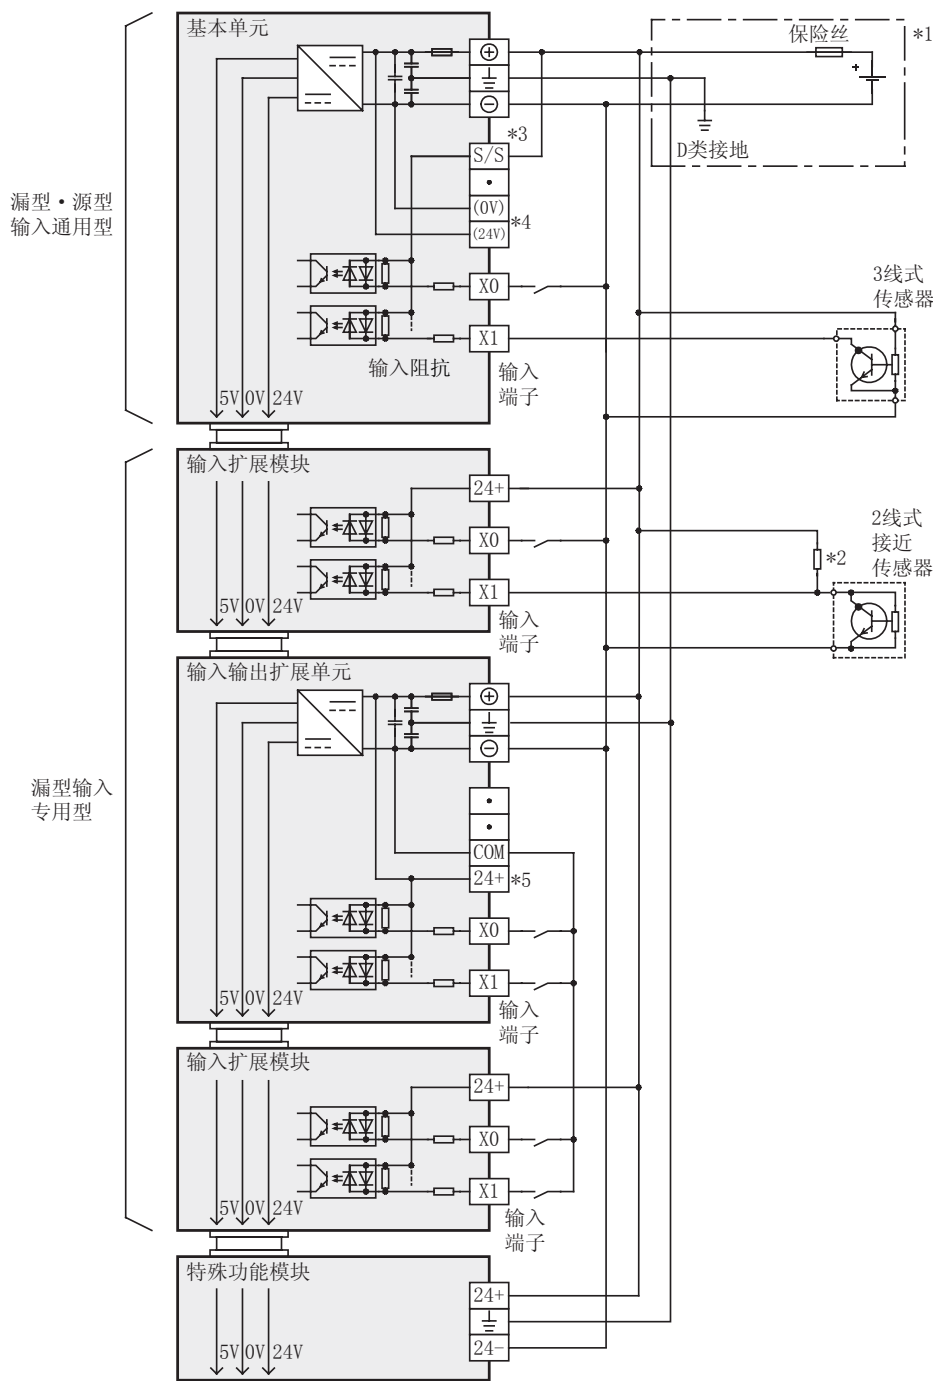 基本单元
保险丝
*1
+
D类接地
*3
S/S
(0V)
*4
(24V)
漏型・源型
输入通用型
X0
X1
输入阻抗
输入
端子
3线式
传感器
5V 0V 24V
输入扩展模块
24+
X0
X1
2线式
接近
传感器
*2
5V 0V 24V
输入
端子
输入输出扩展单元
漏型输入
专用型
COM
24+
*5
X0
X1
5V 0V 24V
输入
端子
输入扩展模块
24+
X0
X1
5V 0V 24V
输入
端子
特殊功能模块
24+
24-
5V 0V 24V